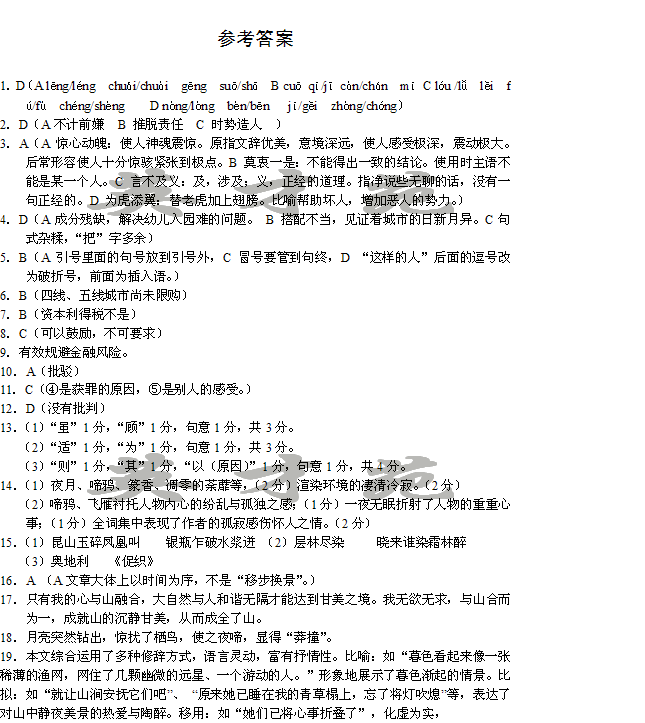 参考答案
1．D（A lēng/léng chuǎi/chuài gēng suō/shā B cuō qī/jī còn/chán mí C lóu/lǚ lěi f
ú/fù chéng/shèng D nòng/lòng bèn/bēn jǐ/gěi zhòng/chóng）
2．D（A 不计前嫌 B 推脱责任 C 时势造人 ）
3．A（A 惊心动魄：使人神魂震惊。原指文辞优美，意境深远，使人感受极深，震动极大。
后常形容使人十分惊骇紧张到极点。B 莫衷一是：不能得出一致的结论。使用时主语不
能是某一个人。C 言不及义：及，涉及；义，正经的道理。指净说些无聊的话，没有一
句正经的。D 为虎添翼：替老虎加上翅膀。比喻帮助坏人，增加恶人的势力。）
4．D（A 成分残缺，解决幼儿入园难的问题。 B 搭配不当，见证着城市的日新月异。C 句
式杂糅，“把”字多余）
5．B（A 引号里面的句号放到引号外，C 冒号要管到句终，D “这样的人”后面的逗号改
为破折号，前面为插入语。）
6．B（四线、五线城市尚未限购）
7．B（资本利得税不是）
8．C（可以鼓励，不可要求）
9．有效规避金融风险。
10．A（批驳）
11．C（④是获罪的原因，⑤是别人的感受。）
12．D（没有批判）
13．（1）“虽”1 分，“顾”1 分，句意 1 分，共 3 分。
（2）“适”1 分，“为”1 分，句意 1 分，共 3 分。
（3）“则”1 分，“其”1 分，“以（原因）”1 分，句意 1 分，共 4 分。
14．（1）夜月、啼鸦、篆香、凋零的荼蘼等，（2 分）渲染环境的凄清冷寂。（2 分）
（2）啼鸦、飞雁衬托人物内心的纷乱与孤独之感；（1 分）一夜无眠折射了人物的重重心
事；（1 分）全词集中表现了作者的孤寂感伤怀人之情。（2 分）
15．（1）昆山玉碎凤凰叫 银瓶乍破水浆迸 （2）层林尽染 晓来谁染霜林醉
（3）奥地利 《促织》
16． A （A 文章大体上以时间为序，不是“移步换景”。）
17．只有我的心与山融合，大自然与人和谐无隔才能达到甘美之境。我无欲无求，与山合而
为一，成就山的沉静甘美，从而成全了山。
18．月亮突然钻出，惊扰了栖鸟，使之夜啼，显得“莽撞”。
19．本文综合运用了多种修辞方式，语言灵动，富有抒情性。比喻：如“暮色看起来像一张
稀薄的渔网，网住了几颗幽微的远星、一个游动的人。”形象地展示了暮色渐起的情景。比
拟：如“就让山涧安抚它们吧”、“原来她已睡在我的青草榻上，忘了将灯吹熄”等，表达了
对山中静夜美景的热爱与陶醉。移用：如“她们已将心事折叠了”，化虚为实，